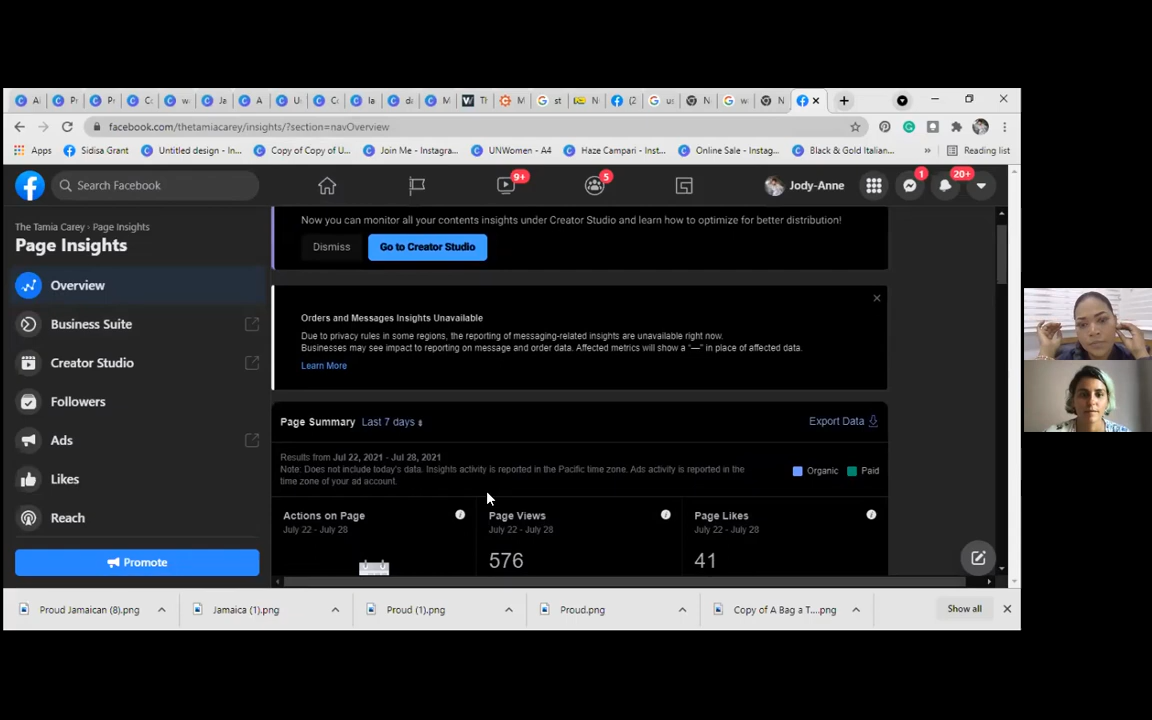 facebook.com/thetamiacarey/insights/?section=navOverview
Apps Sidisa Grant Untitled design - In... Copy of Copy of U... Join Me - Instagra... UNWomen - A4 Haze Campari - Inst... Online Sale - Instag... Black & Gold Italian... » Reading list
Search Facebook 9+ 5 Jody-Anne 1 20+
The Tamia Carey › Page Insights
Page Insights
Overview
Business Suite
Creator Studio
Followers
Ads
Likes
Reach
Promote
Now you can monitor all your contents insights under Creator Studio and learn how to optimize for better distribution!
Dismiss Go to Creator Studio
Orders and Messages Insights Unavailable
Due to privacy rules in some regions, the reporting of messaging-related insights are unavailable right now.
Businesses may see impact to reporting on message and order data. Affected metrics will show a “—” in place of affected data.
Learn More
Page Summary Last 7 days Export Data
Results from Jul 22, 2021 - Jul 28, 2021
Note: Does not include today's data. Insights activity is reported in the Pacific time zone. Ads activity is reported in the
time zone of your ad account.
Organic Paid
Actions on Page Page Views Page Likes
July 22 - July 28 July 22 - July 28 July 22 - July 28
576 41
Proud Jamaican (8).png Jamaica (1).png Proud (1).png Proud.png Copy of A Bag a T....png Show all